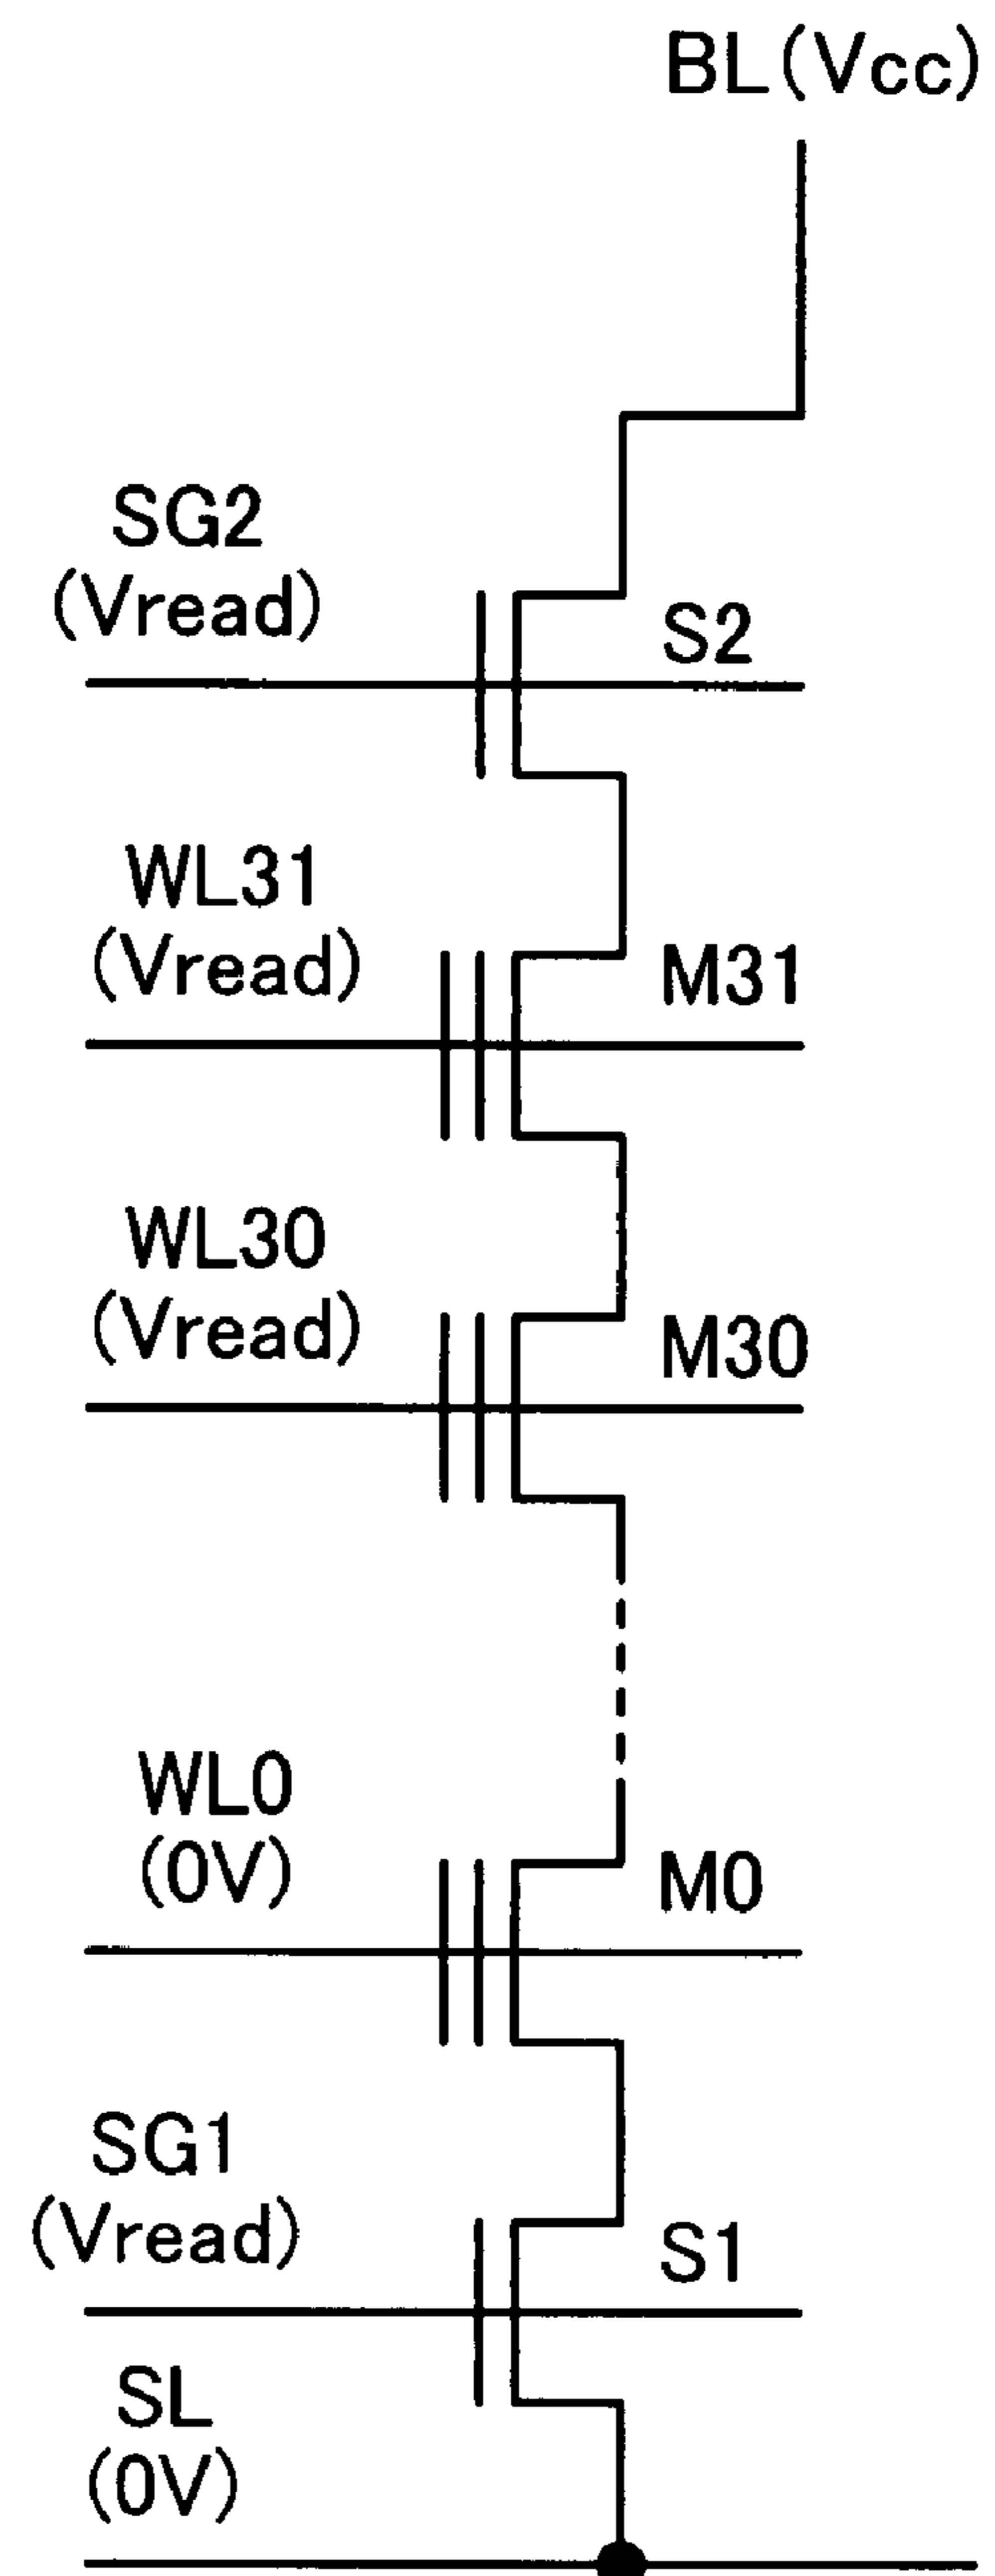 BL(Vcc)
SG2
(Vread)
S2
WL31
(Vread)
M31
WL30
(Vread)
M30
WL0
(0V)
M0
SG1
(Vread)
S1
SL
(0V)